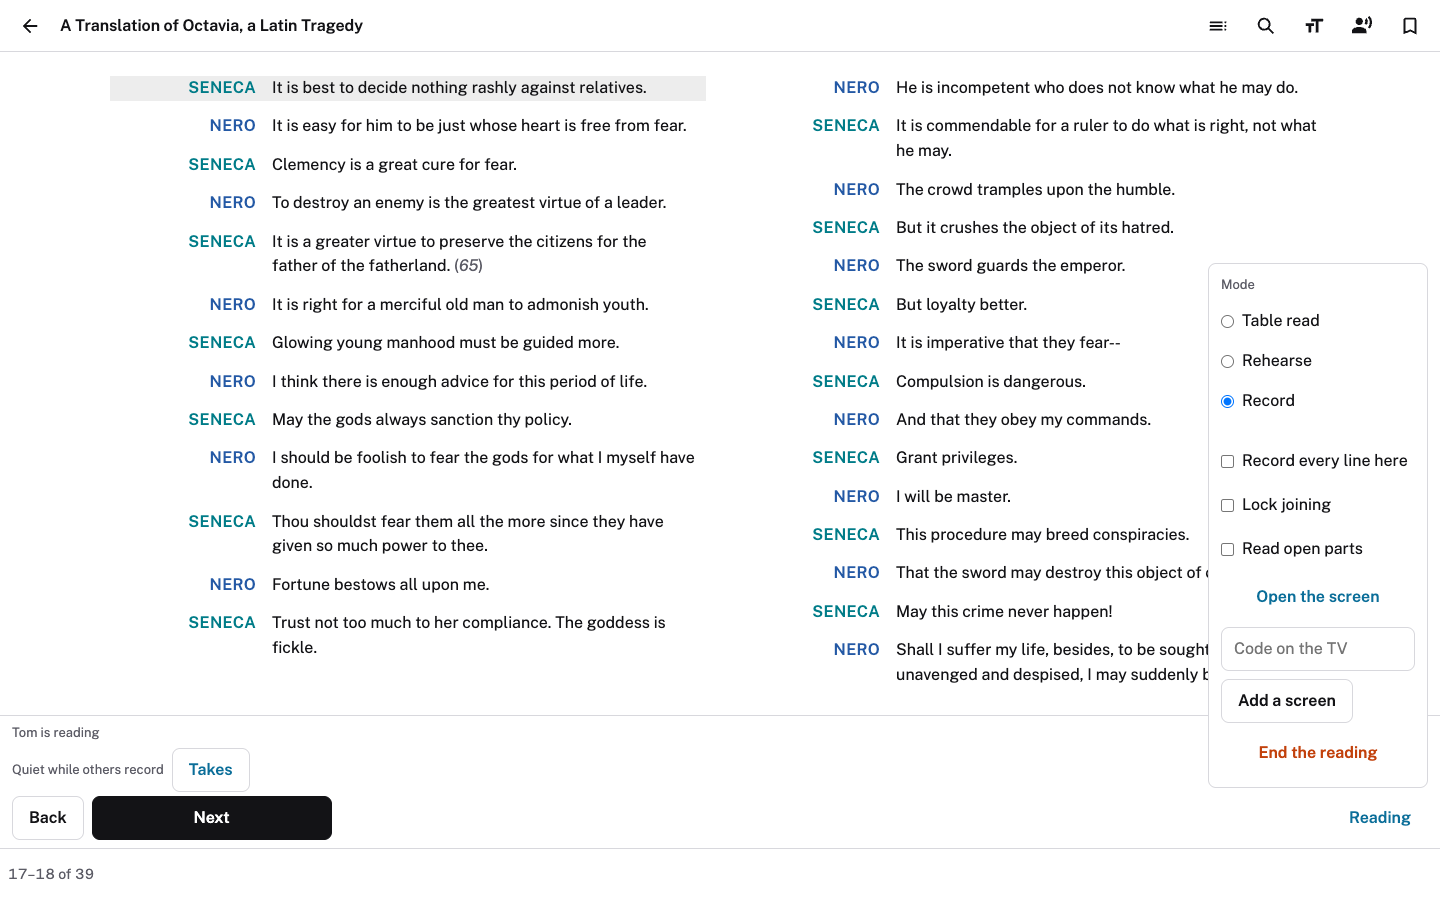 A Translation of Octavia, a Latin Tragedy
SENECA It is best to decide nothing rashly against relatives.
NERO It is easy for him to be just whose heart is free from fear.
SENECA Clemency is a great cure for fear.
NERO To destroy an enemy is the greatest virtue of a leader.
SENECA It is a greater virtue to preserve the citizens for the
father of the fatherland. (65)
NERO It is right for a merciful old man to admonish youth.
SENECA Glowing young manhood must be guided more.
NERO I think there is enough advice for this period of life.
SENECA May the gods always sanction thy policy.
NERO I should be foolish to fear the gods for what I myself have
done.
SENECA Thou shouldst fear them all the more since they have
given so much power to thee.
NERO Fortune bestows all upon me.
SENECA Trust not too much to her compliance. The goddess is
fickle.
NERO He is incompetent who does not know what he may do.
SENECA It is commendable for a ruler to do what is right, not what
he may.
NERO The crowd tramples upon the humble.
SENECA But it crushes the object of its hatred.
NERO The sword guards the emperor.
SENECA But loyalty better.
NERO It is imperative that they fear--
SENECA Compulsion is dangerous.
NERO And that they obey my commands.
SENECA Grant privileges.
NERO I will be master.
SENECA This procedure may breed conspiracies.
NERO That the sword may destroy this object of
SENECA May this crime never happen!
NERO Shall I suffer my life, besides, to be sought
unavenged and despised, I may suddenly
Mode
Table read
Rehearse
Record
Record every line here
Lock joining
Read open parts
Open the screen
Code on the TV
Add a screen
End the reading
Tom is reading
Quiet while others record Takes
Back Next Reading
17–18 of 39